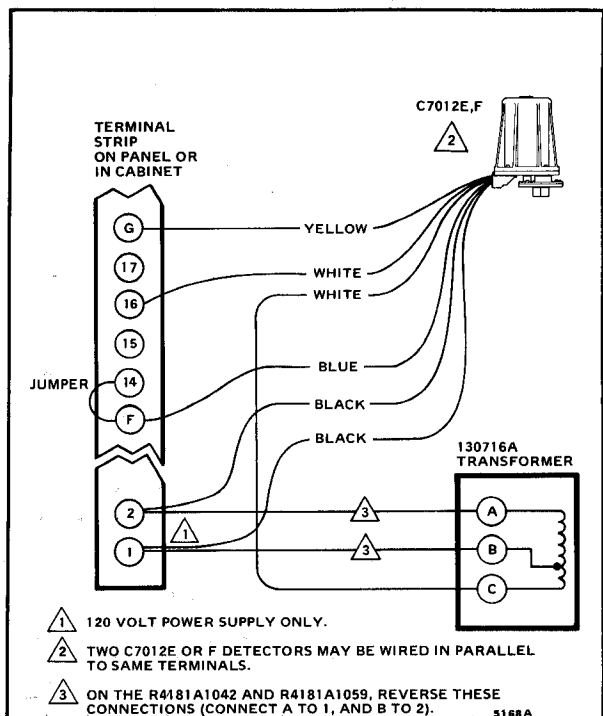 C7012E,F
2
TERMINAL
STRIP
ON PANEL OR
IN CABINET
G
YELLOW
17
WHITE
16
WHITE
15
BLUE
JUMPER
14
F
BLACK
BLACK
130716A
TRANSFORMER
2
3
A
1
1
3
B
C
1 120 VOLT POWER SUPPLY ONLY.
2 TWO C7012E OR F DETECTORS MAY BE WIRED IN PARALLEL
TO SAME TERMINALS.
3 ON THE R4181A1042 AND R4181A1059, REVERSE THESE
CONNECTIONS (CONNECT A TO 1, AND B TO 2).
5168A